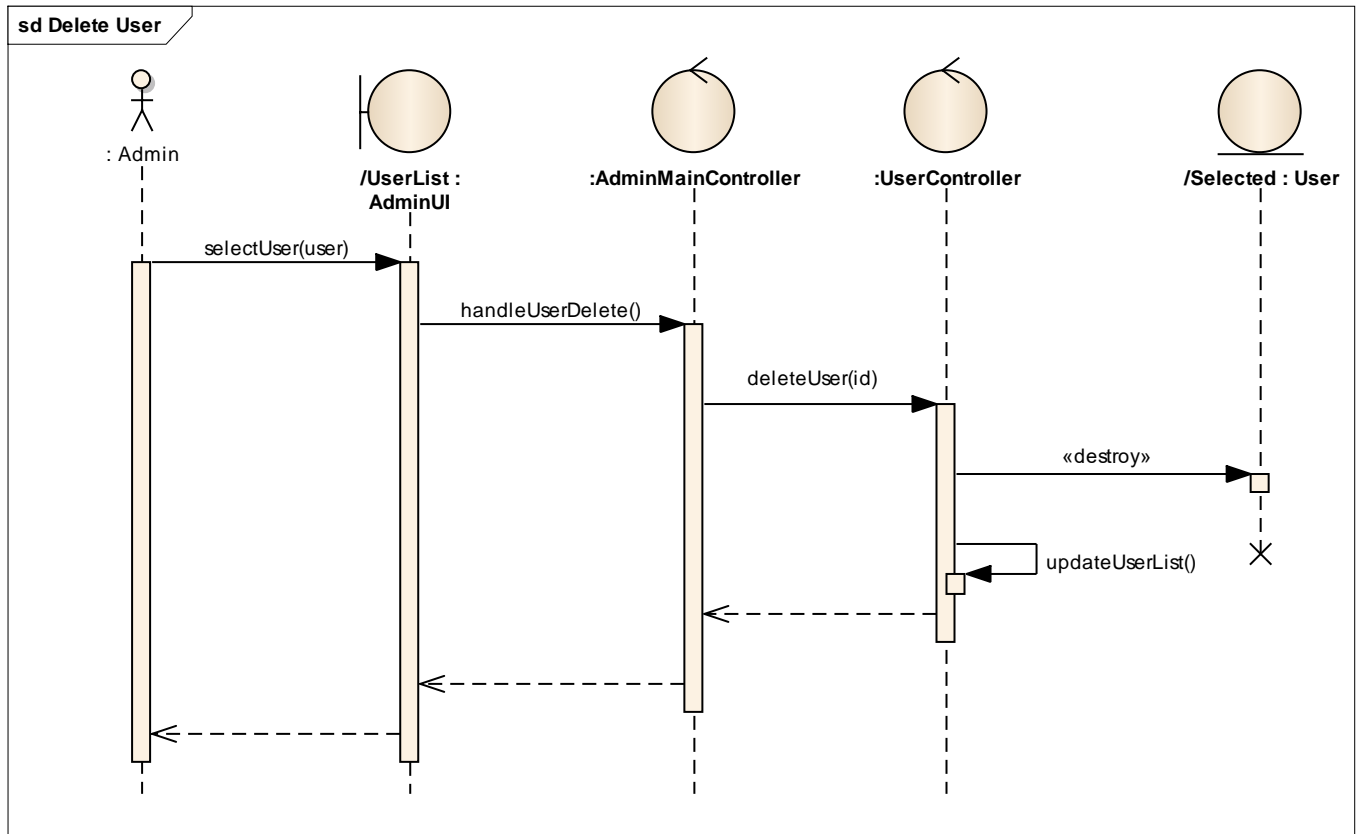 sd Delete User
: Admin
/UserList :
AdminUI
:AdminMainController
:UserController
/Selected : User
selectUser(user)
handleUserDelete()
deleteUser(id)
«destroy»
updateUserList()